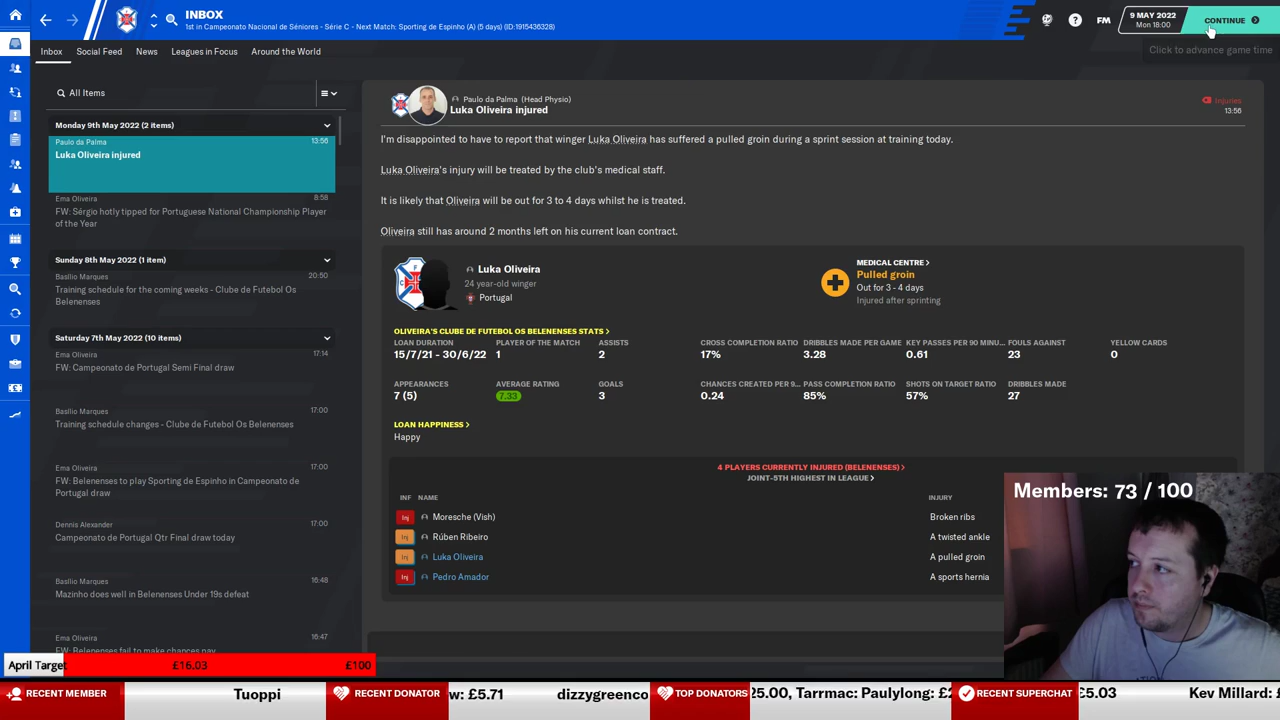 INBOX
1st in Campeonato Nacional de Séniores - Série C - Next Match: Sporting de Espinho (A) (5 days) (ID:1915436328)
FM
9 MAY 2022
Mon 18:00
CONTINUE
Click to advance game time
Inbox Social Feed News Leagues in Focus Around the World
All Items
Monday 9th May 2022 (2 items)
Paulo da Palma 13:56
Luka Oliveira injured
Ema Oliveira 8:58
FW: Sérgio hotly tipped for Portuguese National Championship Player
of the Year
Sunday 8th May 2022 (1 item)
Basílio Marques 20:50
Training schedule for the coming weeks - Clube de Futebol Os
Belenenses
Saturday 7th May 2022 (10 items)
Ema Oliveira 17:14
FW: Campeonato de Portugal Semi Final draw
Basílio Marques 17:00
Training schedule changes - Clube de Futebol Os Belenenses
Ema Oliveira 17:00
FW: Belenenses to play Sporting de Espinho in Campeonato de
Portugal draw
Dennis Alexander 17:00
Campeonato de Portugal Qtr Final draw today
Basílio Marques 16:48
Mazinho does well in Belenenses Under 19s defeat
Ema Oliveira 16:47
FW: Belenenses fail to make chances pay
Paulo da Palma (Head Physio)
Luka Oliveira injured
Injuries
13:56
I'm disappointed to have to report that winger Luka Oliveira has suffered a pulled groin during a sprint session at training today.
Luka Oliveira's injury will be treated by the club's medical staff.
It is likely that Oliveira will be out for 3 to 4 days whilst he is treated.
Oliveira still has around 2 months left on his current loan contract.
Luka Oliveira
24 year-old winger
Portugal
MEDICAL CENTRE >
Pulled groin
Out for 3 - 4 days
Injured after sprinting
OLIVEIRA'S CLUBE DE FUTEBOL OS BELENENSES STATS >
LOAN DURATION PLAYER OF THE MATCH ASSISTS CROSS COMPLETION RATIO DRIBBLES MADE PER GAME KEY PASSES PER 90 MINU... FOULS AGAINST YELLOW CARDS
15/7/21 - 30/6/22 1 2 17% 3.28 0.61 23 0
APPEARANCES AVERAGE RATING GOALS CHANCES CREATED PER 9... PASS COMPLETION RATIO SHOTS ON TARGET RATIO DRIBBLES MADE
7 (5) 7.33 3 0.24 85% 57% 27
LOAN HAPPINESS >
Happy
4 PLAYERS CURRENTLY INJURED (BELENENSES) >
JOINT-5TH HIGHEST IN LEAGUE >
INF NAME INJURY
Inj Moresche (Vish) Broken ribs
Inj Rúben Ribeiro A twisted ankle
Inj Luka Oliveira A pulled groin
Inj Pedro Amador A sports hernia
Members: 73 / 100
April Target £16.03 £100
RECENT MEMBER Tuoppi RECENT DONATOR w: £5.71 dizzygreenco TOP DONATORS 25.00, Tarrmac: Paulylong: £ RECENT SUPERCHAT £5.03 Kev Millard: £